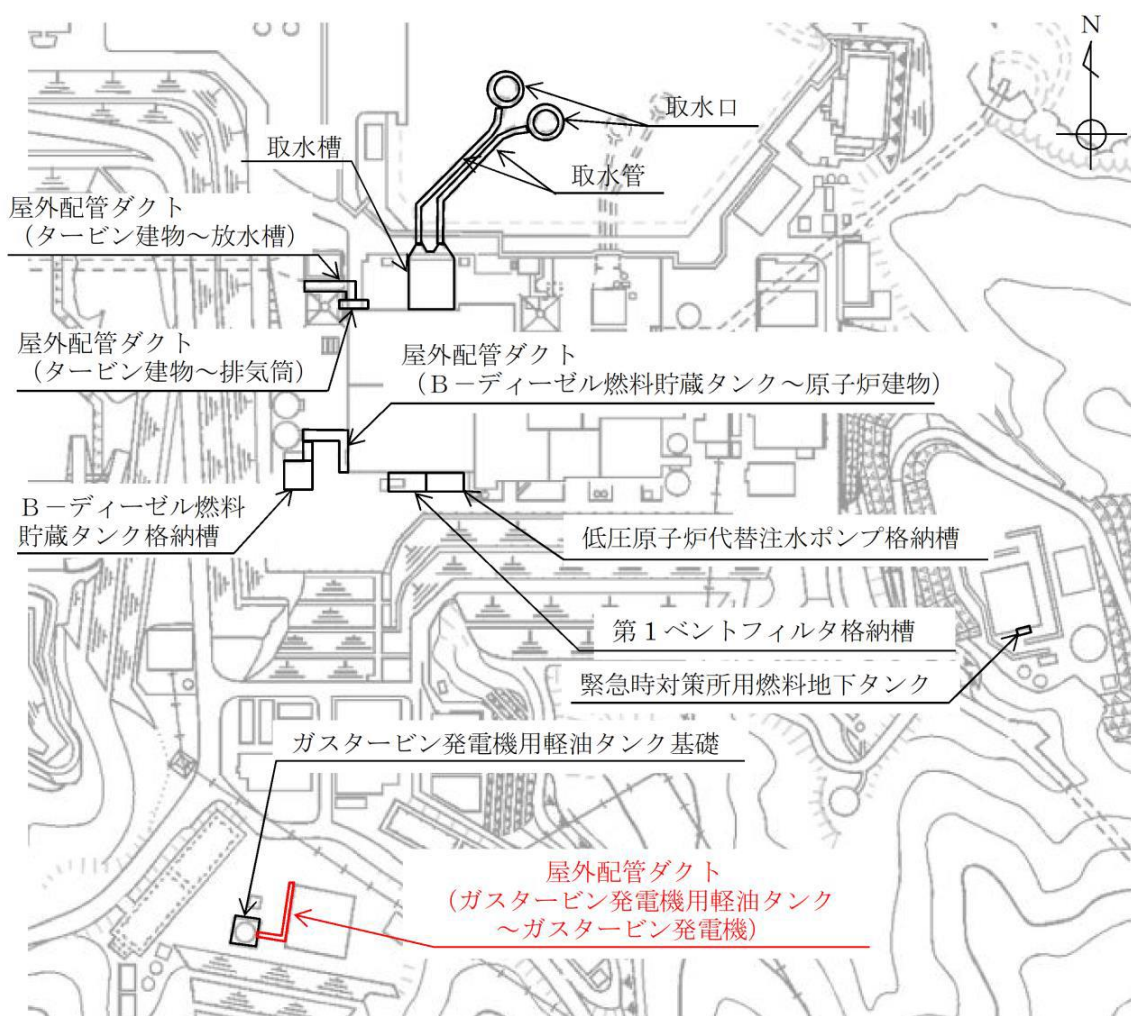 N
取水口
取水槽
取水管
屋外配管ダクト
（タービン建物～放水槽）
屋外配管ダクト
（タービン建物～排気筒）
屋外配管ダクト
（Ｂ－ディーゼル燃料貯蔵タンク～原子炉建物）
Ｂ－ディーゼル燃料
貯蔵タンク格納槽
低圧原子炉代替注水ポンプ格納槽
第１ベントフィルタ格納槽
緊急時対策所用燃料地下タンク
ガスタービン発電機用軽油タンク基礎
屋外配管ダクト
（ガスタービン発電機用軽油タンク
～ガスタービン発電機）